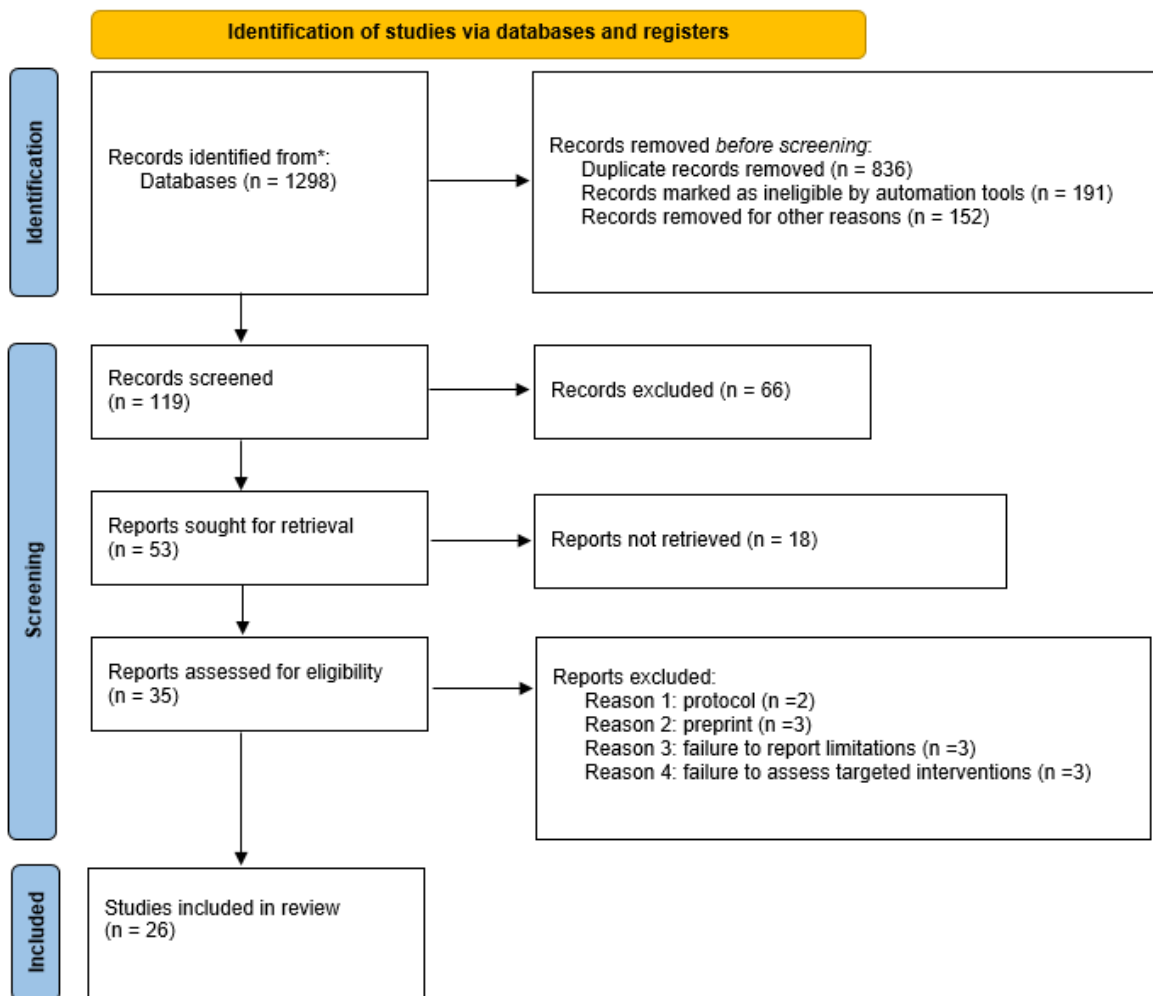 Identification of studies via databases and registers
Identification
Records identified from*:
Databases (n = 1298)
Records removed before screening:
Duplicate records removed (n = 836)
Records marked as ineligible by automation tools (n = 191)
Records removed for other reasons (n = 152)
Screening
Records screened
(n = 119)
Records excluded (n = 66)
Reports sought for retrieval
(n = 53)
Reports not retrieved (n = 18)
Reports assessed for eligibility
(n = 35)
Reports excluded:
Reason 1: protocol (n =2)
Reason 2: preprint (n =3)
Reason 3: failure to report limitations (n =3)
Reason 4: failure to assess targeted interventions (n =3)
Included
Studies included in review
(n = 26)